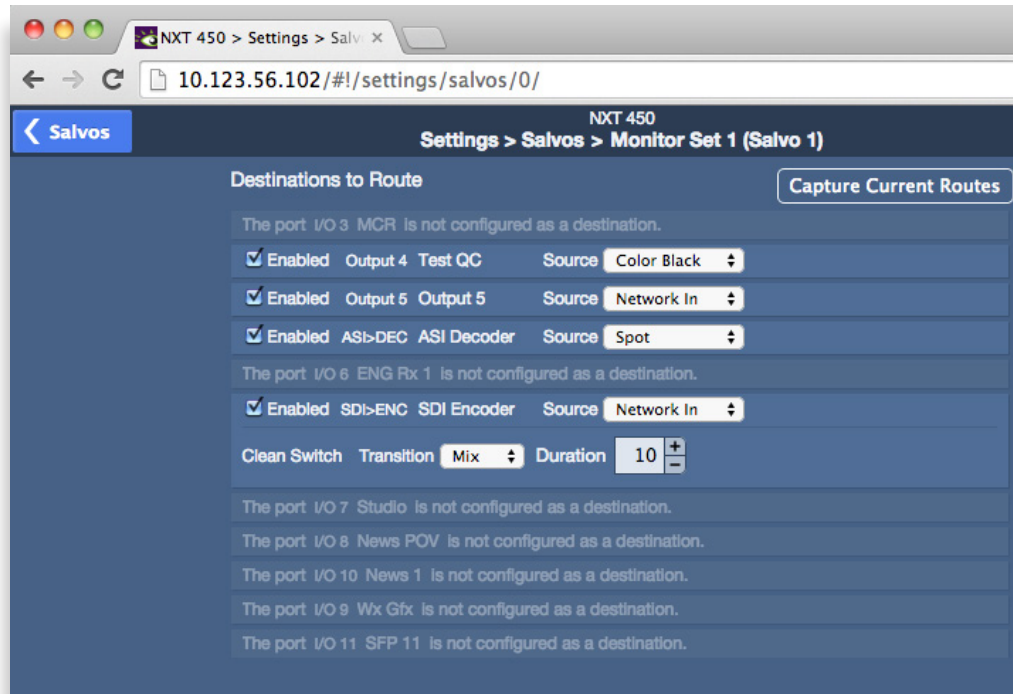 NXT 450 > Settings > Salv
10.123.56.102/#!/settings/salvos/0/
Salvos
NXT 450
Settings > Salvos > Monitor Set 1 (Salvo 1)
Destinations to Route
Capture Current Routes
The port I/O 3 MCR is not configured as a destination.
Enabled Output 4 Test QC Source Color Black
Enabled Output 5 Output 5 Source Network In
Enabled ASI>DEC ASI Decoder Source Spot
The port I/O 6 ENG Rx 1 is not configured as a destination.
Enabled SDI>ENC SDI Encoder Source Network In
Clean Switch Transition Mix Duration 10 + −
The port I/O 7 Studio is not configured as a destination.
The port I/O 8 News POV is not configured as a destination.
The port I/O 10 News 1 is not configured as a destination.
The port I/O 9 Wx Gfx is not configured as a destination.
The port I/O 11 SFP 11 is not configured as a destination.